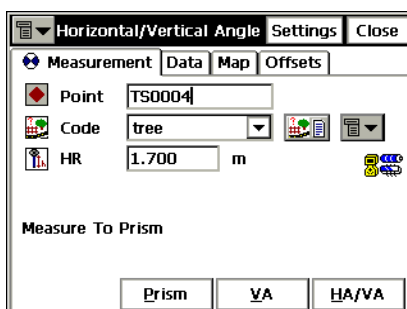 Horizontal/Vertical Angle Settings Close
Measurement Data Map Offsets
Point TS0004
Code tree
HR 1.700 m
Measure To Prism
Prism VA HA/VA